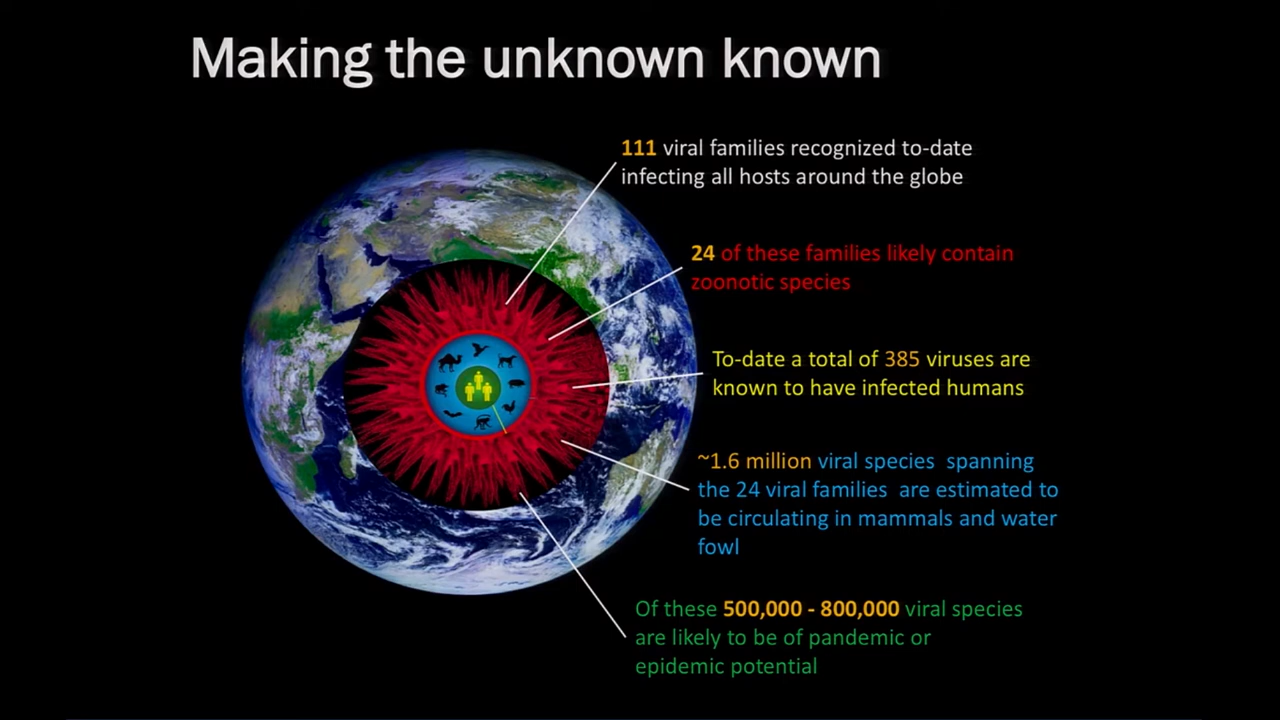 Making the unknown known
111 viral families recognized to-date
infecting all hosts around the globe
24 of these families likely contain
zoonotic species
To-date a total of 385 viruses are
known to have infected humans
~1.6 million viral species spanning
the 24 viral families are estimated to
be circulating in mammals and water
fowl
Of these 500,000 - 800,000 viral species
are likely to be of pandemic or
epidemic potential